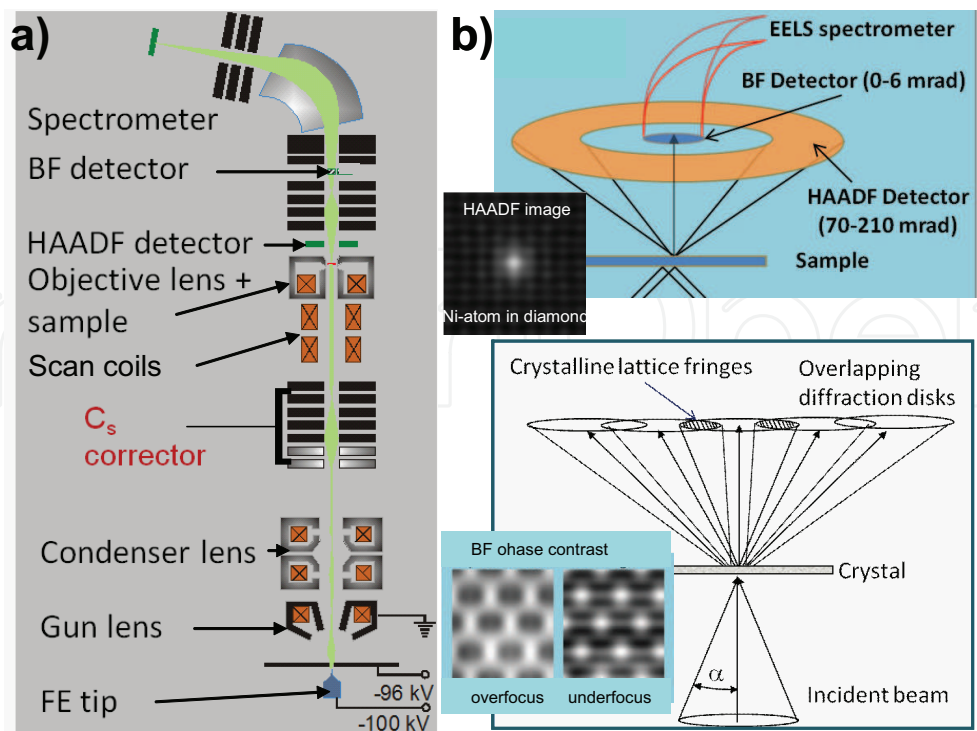 a)
Spectrometer
BF detector
HAADF detector
Objective lens +
sample
Scan coils
Cs
corrector
Condenser lens
Gun lens
FE tip
-96 kV
-100 kV
b)
EELS spectrometer
BF Detector (0-6 mrad)
HAADF Detector
(70-210 mrad)
Sample
HAADF image
Ni-atom in diamond
Crystalline lattice fringes
Overlapping
diffraction disks
Crystal
α
Incident beam
BF ohase contrast
overfocus underfocus